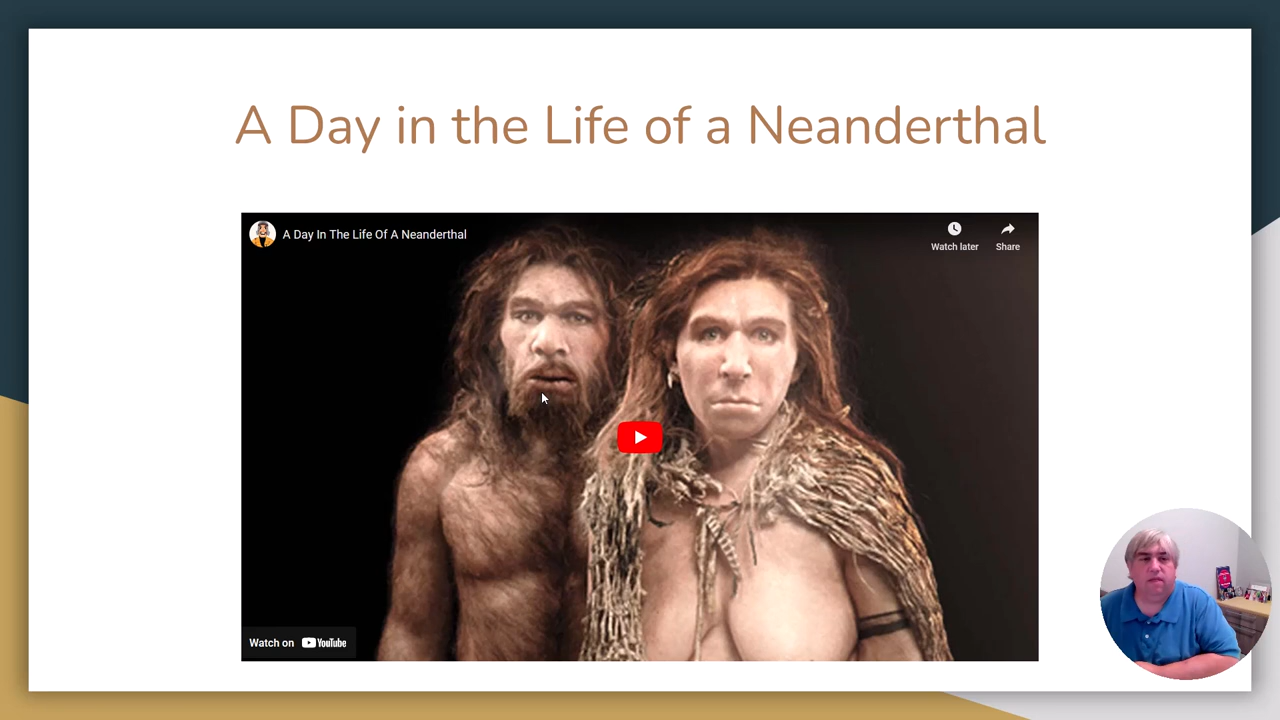 A Day in the Life of a Neanderthal
A Day In The Life Of A Neanderthal
Watch later
Share
Watch on YouTube